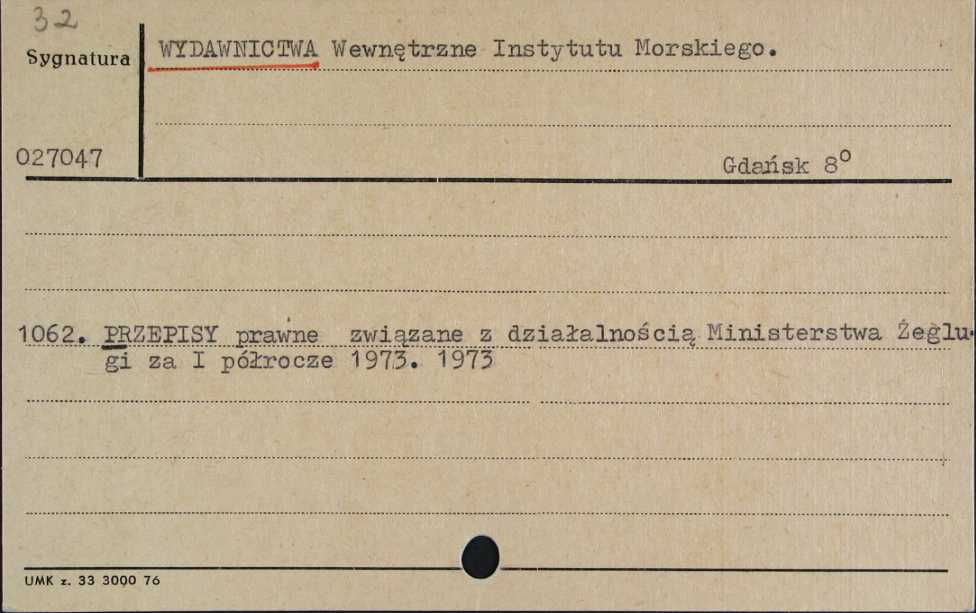 32
Sygnatura
WYDAWNICTWA Wewnętrzne Instytutu Morskiego.
027047
Gdańsk 8°
1062. PRZEPISY prawne związane z działalnością Ministerstwa Żeglu-
gi za I półrocze 1973. 1973
UMK z. 33 3000 76